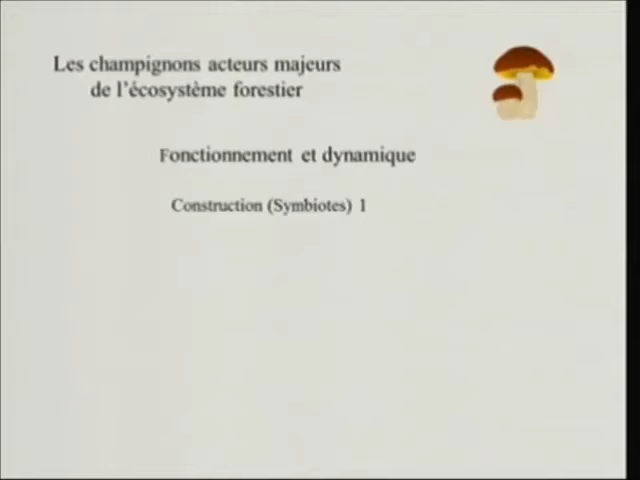 Les champignons acteurs majeurs
de l'écosystème forestier
Fonctionnement et dynamique
Construction (Symbiotes) 1